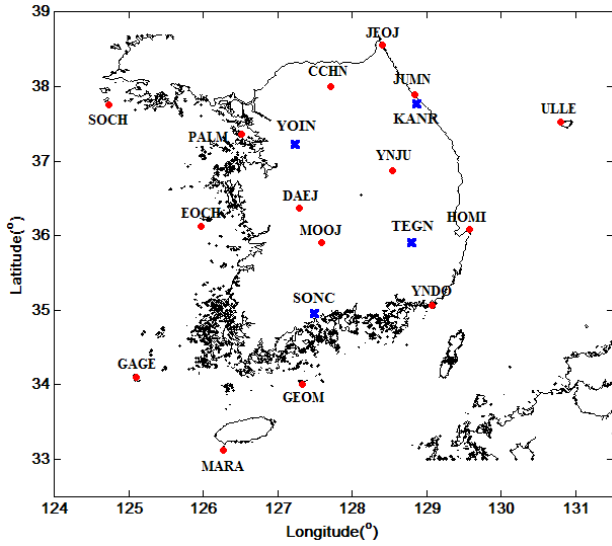 39
38
37
36
35
34
33
Latitude(°)
JEOJ
CCHN
JUMN
SOCH
KANR
ULLE
YOIN
PALM
YNJU
DAEJ
EOCH
MOOJ
TEGN
HOMI
SONC
YNDO
GAGE
GEOM
MARA
124 125 126 127 128 129 130 131
Longitude(°)